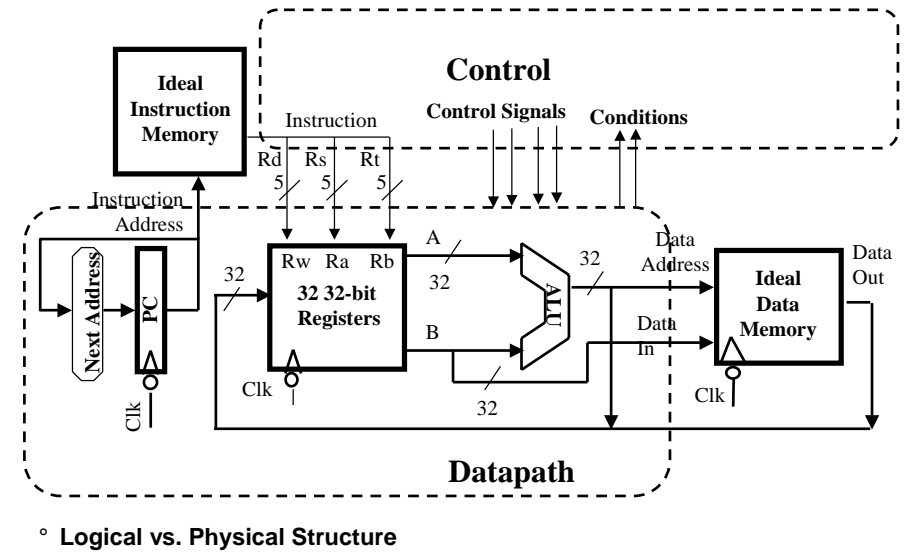 Control
Ideal
Instruction
Memory
Control Signals
Conditions
Instruction
Rd Rs Rt
5 5 5
Instruction
Address
Rw Ra Rb
32 32-bit
Registers
Clk
Next Address
PC
Clk
32
A
32
B
32
ALU
32
Data
Address
Data
In
Ideal
Data
Memory
Clk
Data
Out
Datapath
° Logical vs. Physical Structure